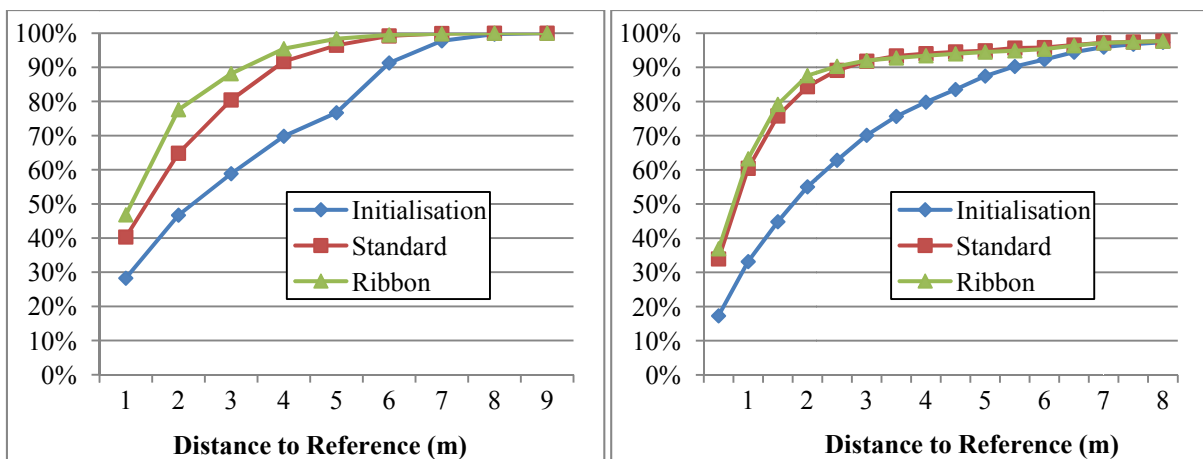 100%
90%
80%
70%
60%
50%
40%
30%
20%
10%
0%
Initialisation
Standard
Ribbon
1 2 3 4 5 6 7 8 9
Distance to Reference (m)
100%
90%
80%
70%
60%
50%
40%
30%
20%
10%
0%
Initialisation
Standard
Ribbon
1 2 3 4 5 6 7 8
Distance to Reference (m)